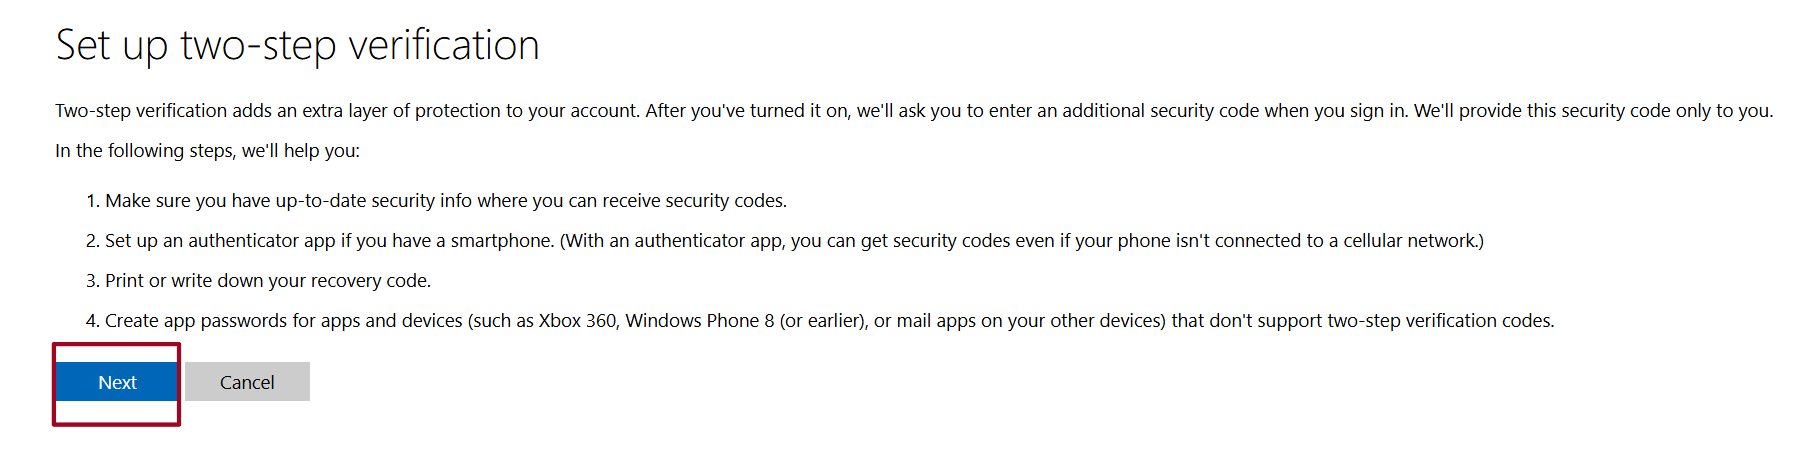 Set up two-step verification
Two-step verification adds an extra layer of protection to your account. After you've turned it on, we'll ask you to enter an additional security code when you sign in. We'll provide this security code only to you.
In the following steps, we'll help you:
1. Make sure you have up-to-date security info where you can receive security codes.
2. Set up an authenticator app if you have a smartphone. (With an authenticator app, you can get security codes even if your phone isn't connected to a cellular network.)
3. Print or write down your recovery code.
4. Create app passwords for apps and devices (such as Xbox 360, Windows Phone 8 (or earlier), or mail apps on your other devices) that don't support two-step verification codes.
Next Cancel